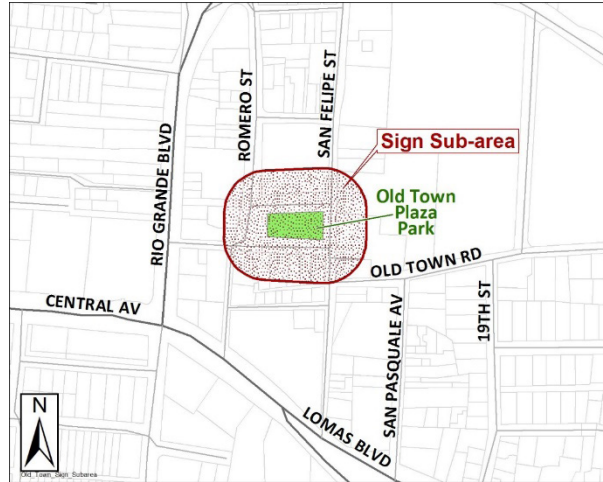 RIO GRANDE BLVD
ROMERO ST
SAN FELIPE ST
Sign Sub-area
Old Town
Plaza
Park
OLD TOWN RD
CENTRAL AV
SAN PASQUALE AV
19TH ST
LOMAS BLVD
N
Old_Town_Sign_Subarea